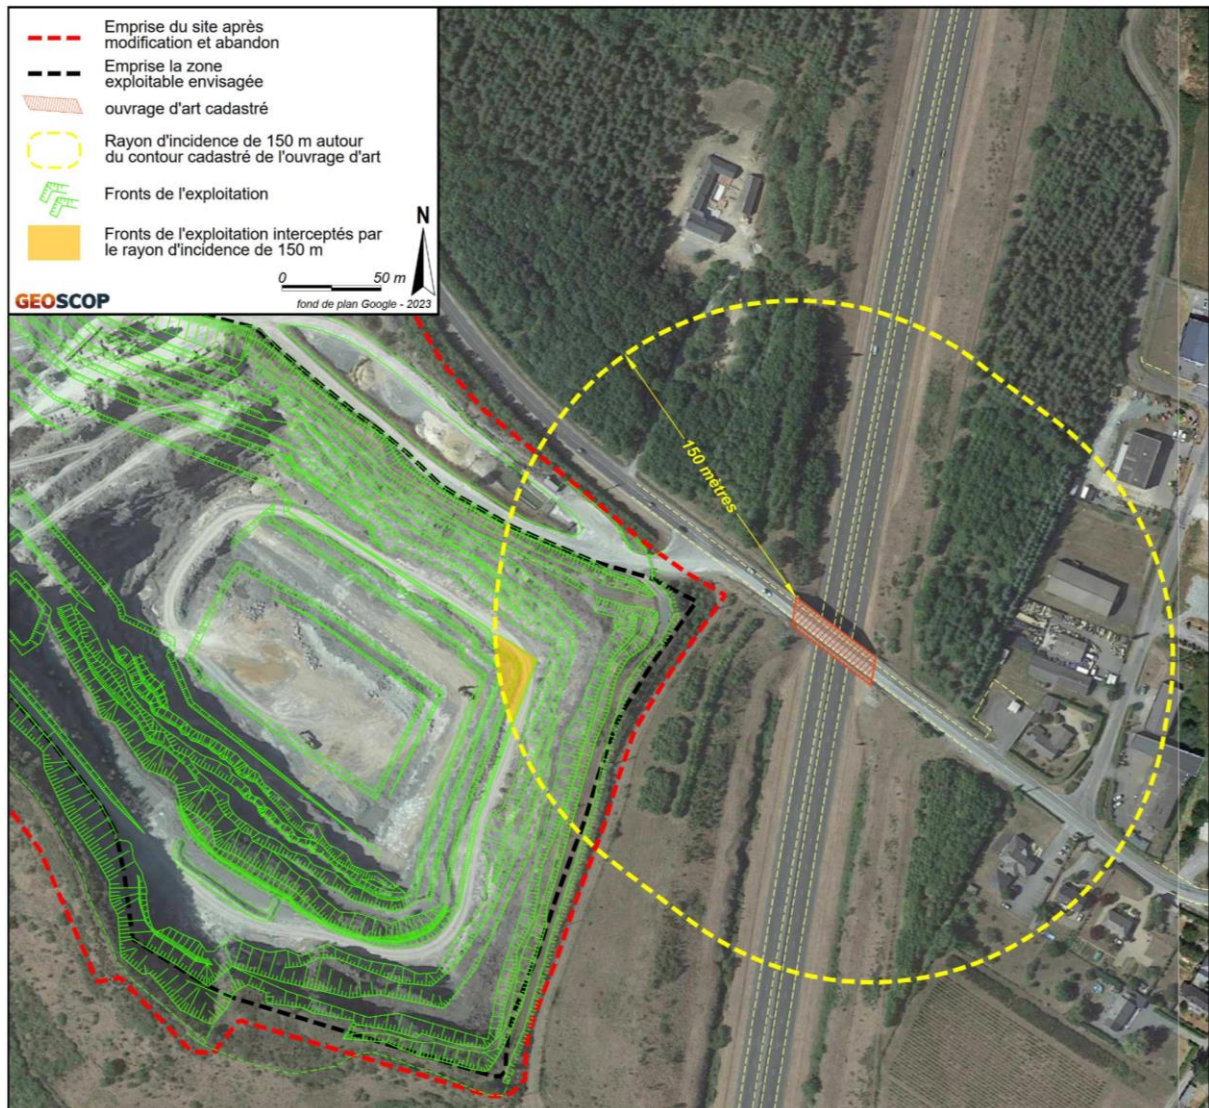 Emprise du site après
modification et abandon
Emprise la zone
exploitable envisagée
ouvrage d'art cadastré
Rayon d'incidence de 150 m autour
du contour cadastré de l'ouvrage d'art
Fronts de l'exploitation
Fronts de l'exploitation interceptés par
le rayon d'incidence de 150 m
N
0 50 m
GEOSCOP
fond de plan Google - 2023
150 mètres